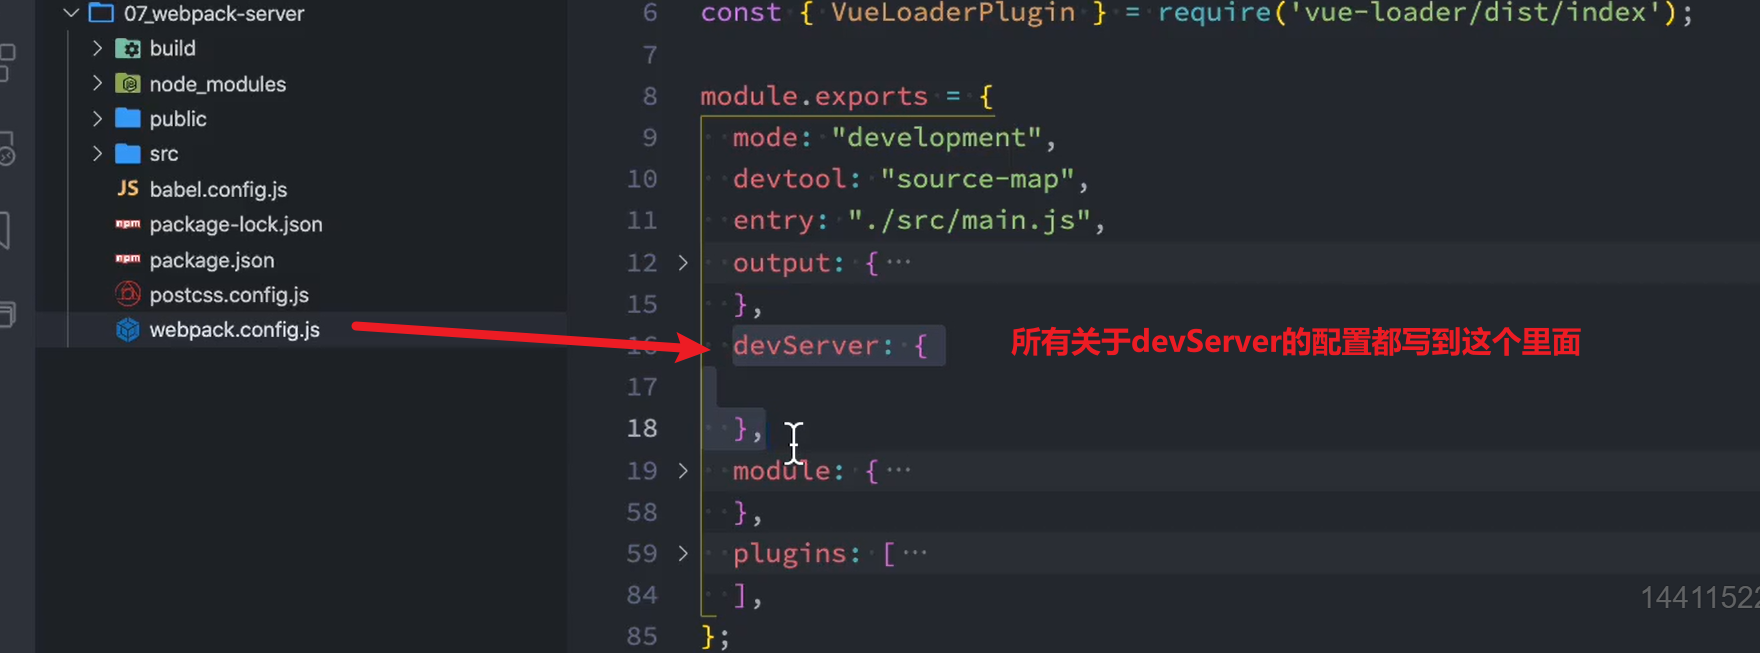 07_webpack-server
build
node_modules
public
src
JS babel.config.js
npm package-lock.json
npm package.json
postcss.config.js
webpack.config.js
6 const { VueLoaderPlugin } = require('vue-loader/dist/index');
7
8 module.exports = {
9 mode: "development",
10 devtool: "source-map",
11 entry: "./src/main.js",
12 output: {···
15 },
16 devServer: {
所有关于devServer的配置都写到这个里面
17
18 },
19 module: {···
58 },
59 plugins: [···
84 ],
85 };